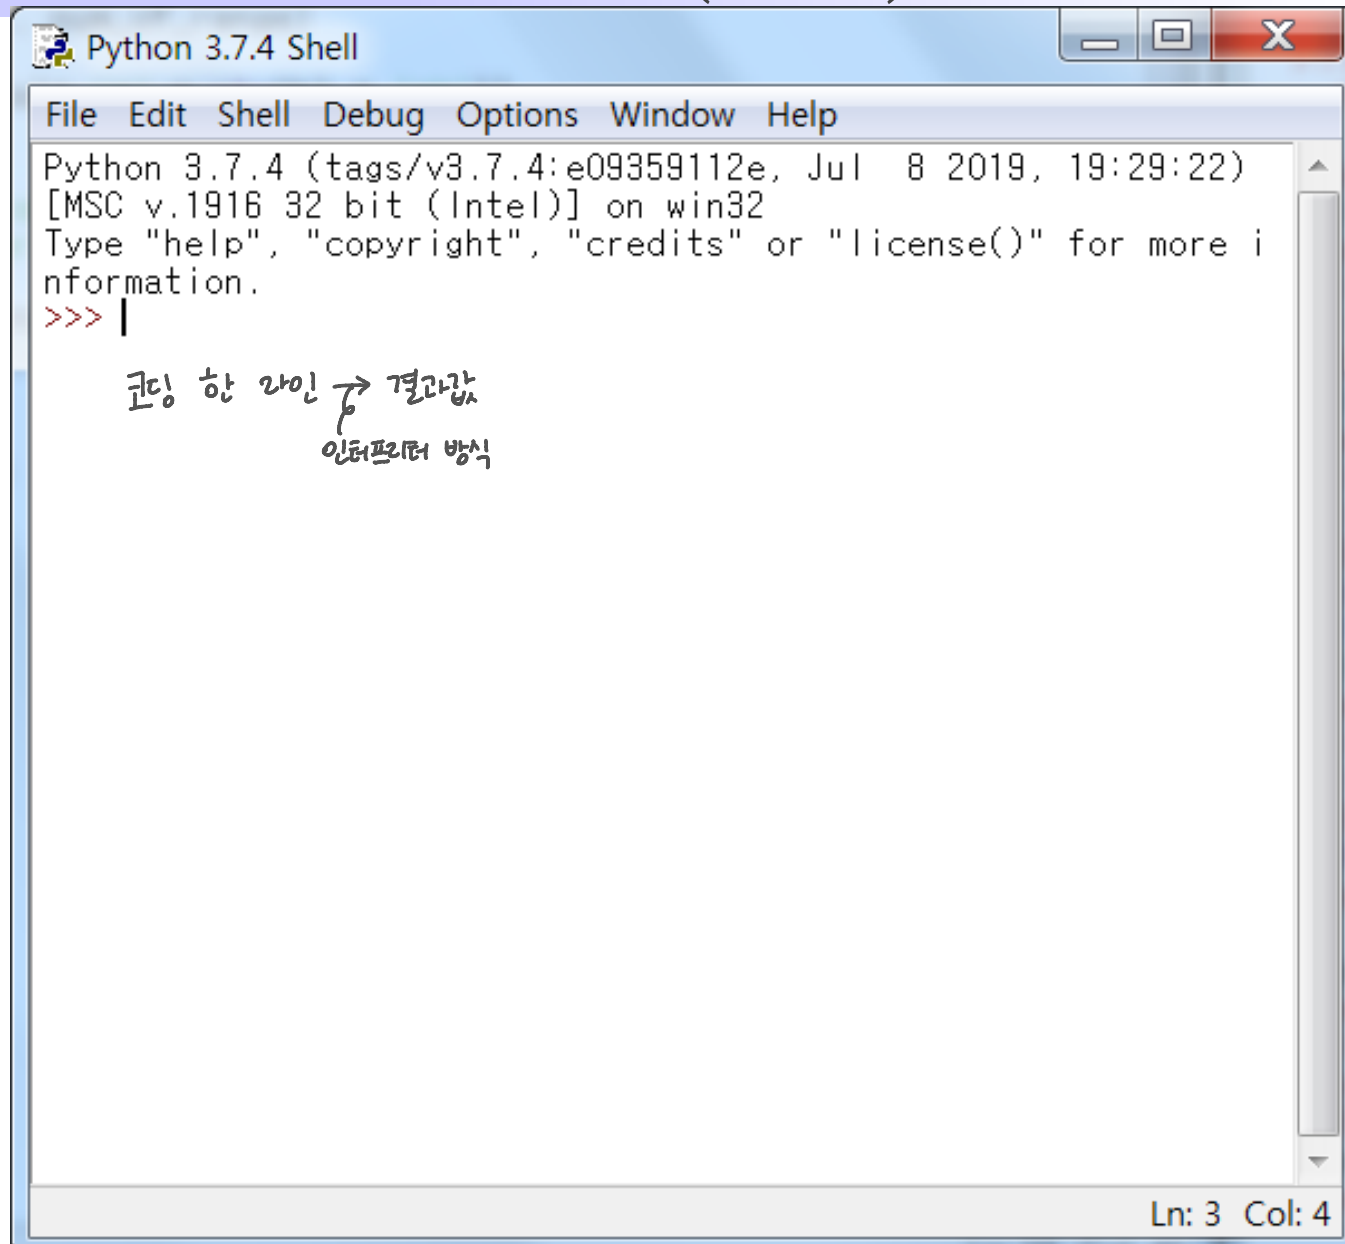 Python 3.7.4 Shell
File Edit Shell Debug Options Window Help
Python 3.7.4 (tags/v3.7.4:e09359112e, Jul  8 2019, 19:29:22)
[MSC v.1916 32 bit (Intel)] on win32
Type "help", "copyright", "credits" or "license()" for more i
nformation.
>>>
코딩 한 라인 → 결과값
인터프리터 방식
Ln: 3 Col: 4